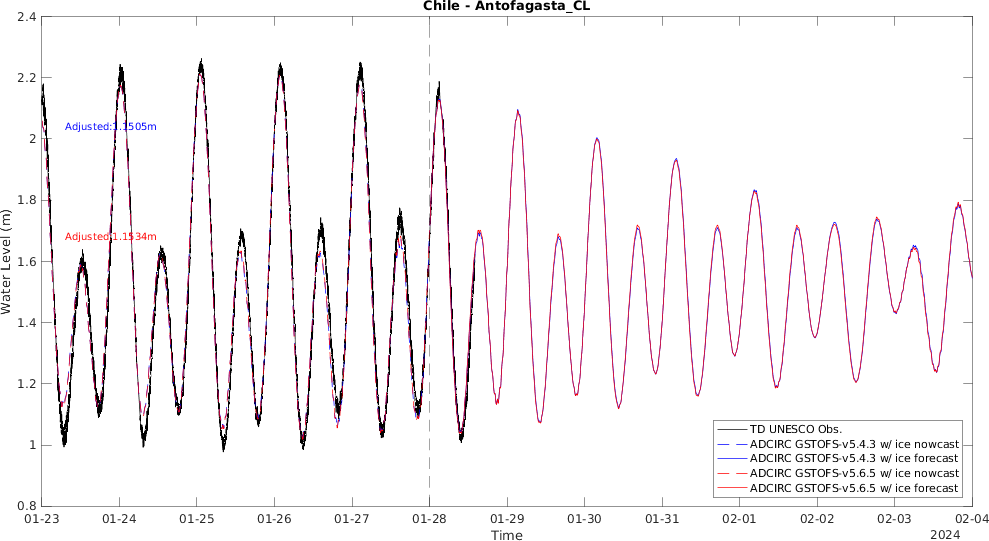 Chile - Antofagasta_CL
2.4
2.2
2
1.8
1.6
1.4
1.2
1
0.8
Water Level (m)
Adjusted:1.1505m
Adjusted:1.1534m
TD UNESCO Obs.
ADCIRC GSTOFS-v5.4.3 w/ ice nowcast
ADCIRC GSTOFS-v5.4.3 w/ ice forecast
ADCIRC GSTOFS-v5.6.5 w/ ice nowcast
ADCIRC GSTOFS-v5.6.5 w/ ice forecast
01-23 01-24 01-25 01-26 01-27 01-28 01-29 01-30 01-31 02-01 02-02 02-03 02-04
Time
2024